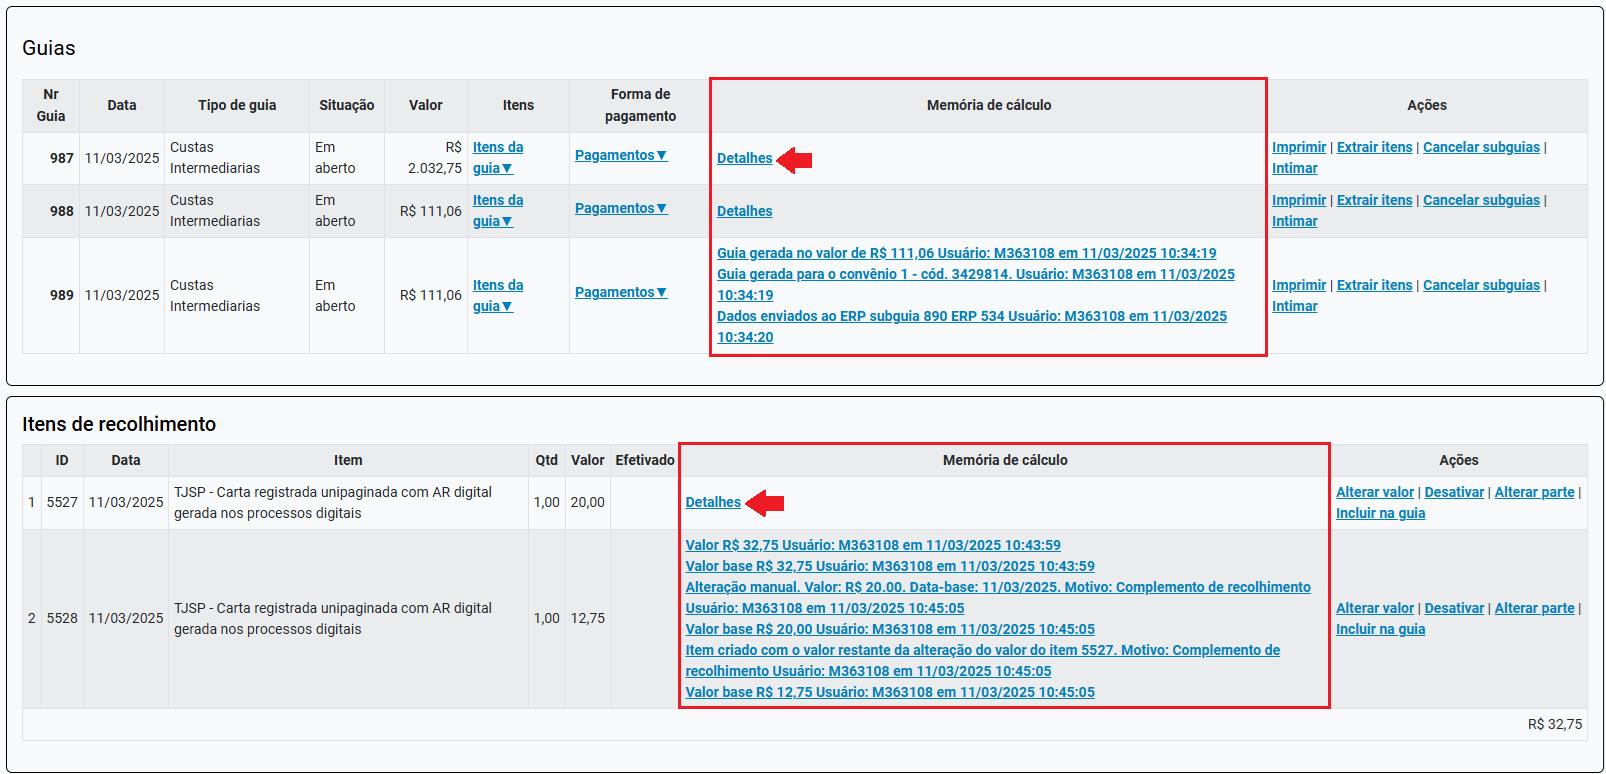 Guias
Nr Guia | Data | Tipo de guia | Situação | Valor | Itens | Forma de pagamento | Memória de cálculo | Ações
987 | 11/03/2025 | Custas Intermediarias | Em aberto | R$ 2.032,75 | Itens da guia▼ | Pagamentos▼ | Detalhes | Imprimir | Extrair itens | Cancelar subguias | Intimar
988 | 11/03/2025 | Custas Intermediarias | Em aberto | R$ 111,06 | Itens da guia▼ | Pagamentos▼ | Detalhes | Imprimir | Extrair itens | Cancelar subguias | Intimar
989 | 11/03/2025 | Custas Intermediarias | Em aberto | R$ 111,06 | Itens da guia▼ | Pagamentos▼
Guia gerada no valor de R$ 111,06 Usuário: M363108 em 11/03/2025 10:34:19
Guia gerada para o convênio 1 - cód. 3429814. Usuário: M363108 em 11/03/2025
10:34:19
Dados enviados ao ERP subguia 890 ERP 534 Usuário: M363108 em 11/03/2025
10:34:20
Imprimir | Extrair itens | Cancelar subguias |
Intimar
Itens de recolhimento
ID | Data | Item | Qtd | Valor | Efetivado | Memória de cálculo | Ações
1 | 5527 | 11/03/2025 | TJSP - Carta registrada unipaginada com AR digital gerada nos processos digitais | 1,00 | 20,00 | Detalhes | Alterar valor | Desativar | Alterar parte | Incluir na guia
2 | 5528 | 11/03/2025 | TJSP - Carta registrada unipaginada com AR digital gerada nos processos digitais | 1,00 | 12,75
Valor R$ 32,75 Usuário: M363108 em 11/03/2025 10:43:59
Valor base R$ 32,75 Usuário: M363108 em 11/03/2025 10:43:59
Alteração manual. Valor: R$ 20.00. Data-base: 11/03/2025. Motivo: Complemento de recolhimento
Usuário: M363108 em 11/03/2025 10:45:05
Valor base R$ 20,00 Usuário: M363108 em 11/03/2025 10:45:05
Item criado com o valor restante da alteração do valor do item 5527. Motivo: Complemento de
recolhimento Usuário: M363108 em 11/03/2025 10:45:05
Valor base R$ 12,75 Usuário: M363108 em 11/03/2025 10:45:05
Alterar valor | Desativar | Alterar parte |
Incluir na guia
R$ 32,75